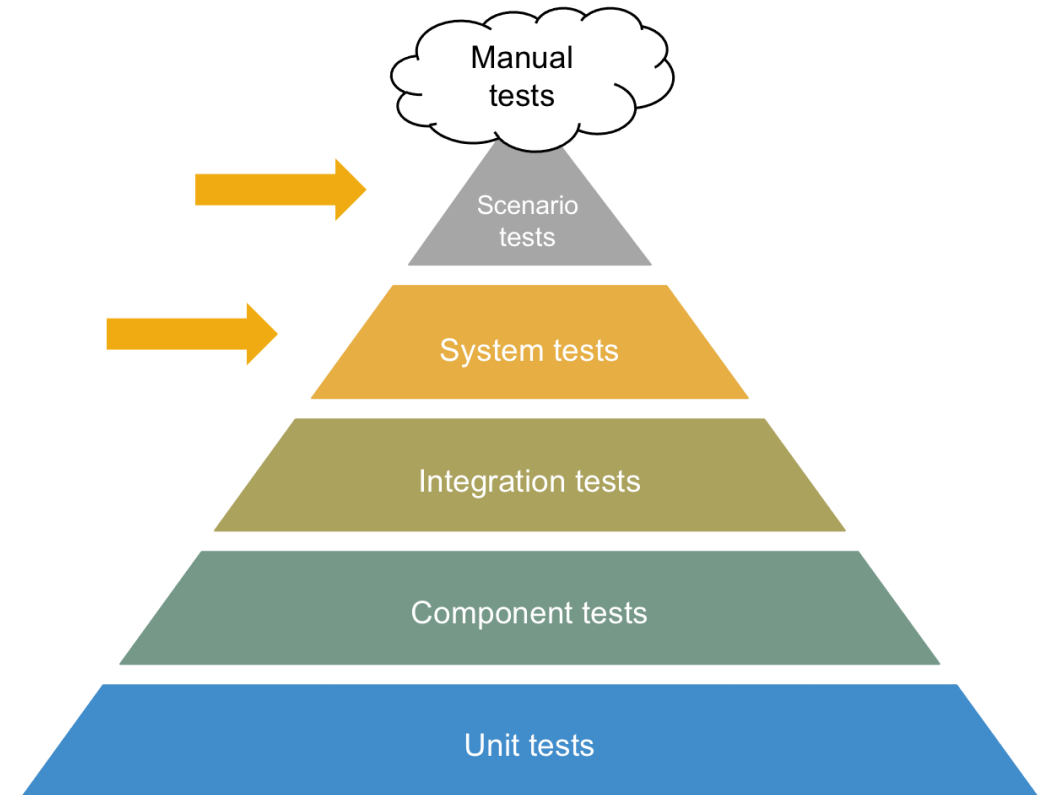 Manual
tests
Scenario
tests
System tests
Integration tests
Component tests
Unit tests